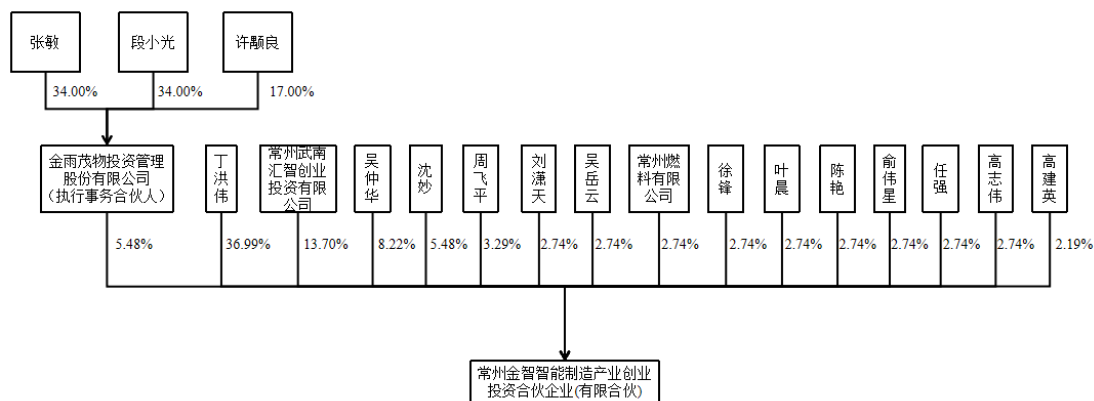 张敏
段小光
许颙良
34.00%
34.00%
17.00%
金雨茂物投资管理
股份有限公司
（执行事务合伙人）
丁洪伟
常州武南
汇智创业
投资有限
公司
吴仲华
沈妙
周飞平
刘潇天
吴岳云
常州燃
料有限
公司
徐锋
叶晨
陈艳
俞伟星
任强
高志伟
高建英
5.48%
36.99%
13.70%
8.22%
5.48%
3.29%
2.74%
2.74%
2.74%
2.74%
2.74%
2.74%
2.74%
2.74%
2.74%
2.19%
常州金智智能制造产业创业
投资合伙企业(有限合伙)